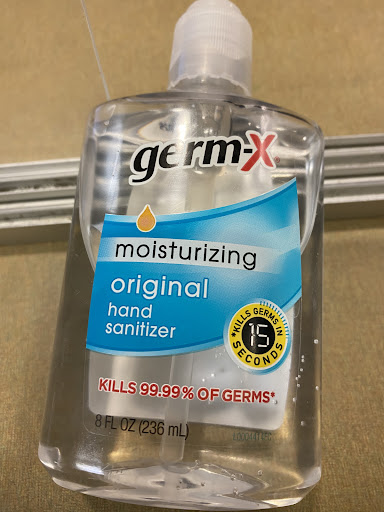 germ-x
moisturizing
original
hand
sanitizer
*KILLS GERMS IN
15
SECONDS
KILLS 99.99% OF GERMS*
8 FL OZ (236 mL)